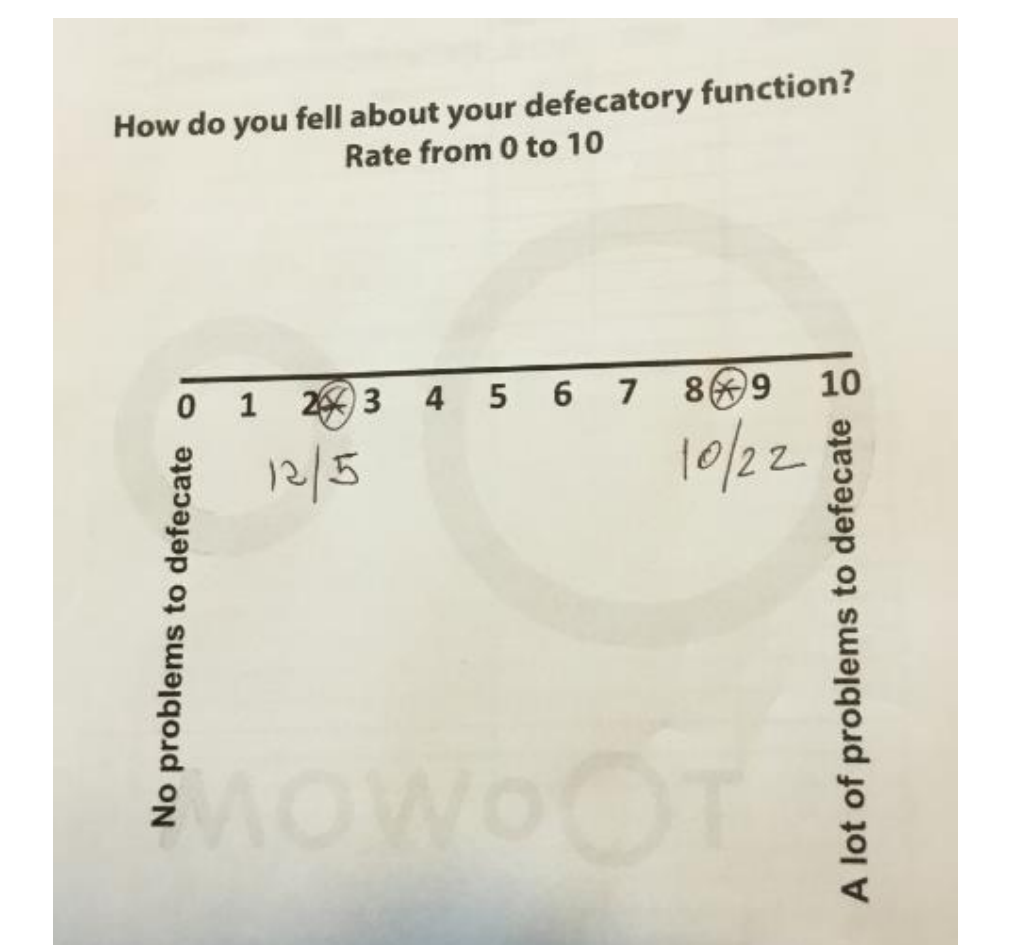 How do you fell about your defecatory function?
Rate from 0 to 10
0 1 2 3 4 5 6 7 8 9 10
12/5 10/22
No problems to defecate
A lot of problems to defecate
MOWOOT